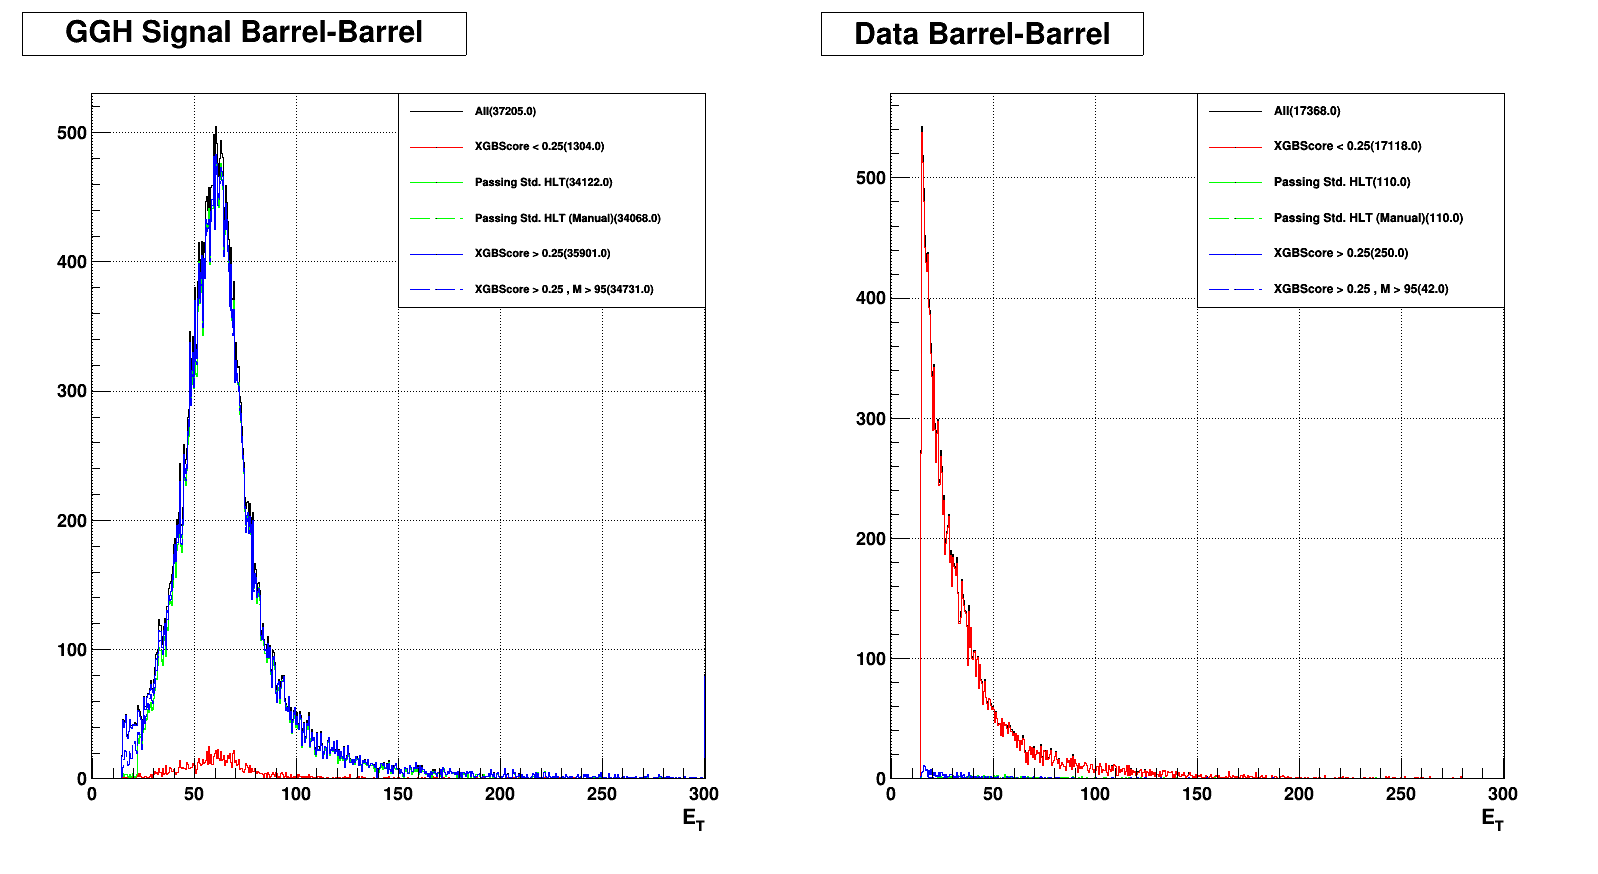 GGH Signal Barrel-Barrel
All(37205.0)
XGBScore < 0.25(1304.0)
Passing Std. HLT(34122.0)
Passing Std. HLT (Manual)(34068.0)
XGBScore > 0.25(35901.0)
XGBScore > 0.25 , M > 95(34731.0)
500
400
300
200
100
0
0 50 100 150 200 250 300
E_T
Data Barrel-Barrel
All(17368.0)
XGBScore < 0.25(17118.0)
Passing Std. HLT(110.0)
Passing Std. HLT (Manual)(110.0)
XGBScore > 0.25(250.0)
XGBScore > 0.25 , M > 95(42.0)
500
400
300
200
100
0
0 50 100 150 200 250 300
E_T